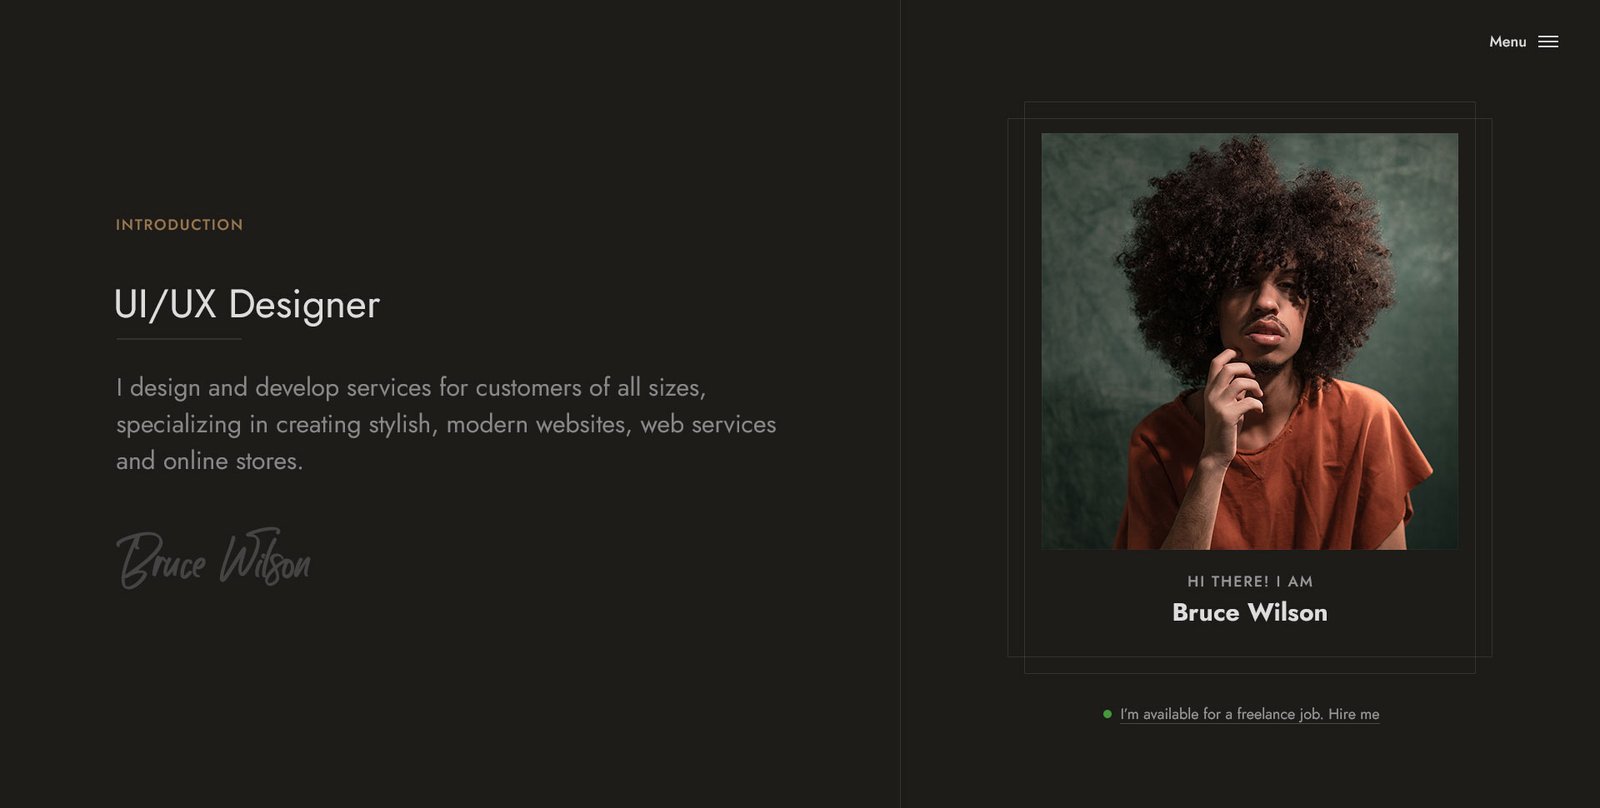 Menu
INTRODUCTION
UI/UX Designer
I design and develop services for customers of all sizes,
specializing in creating stylish, modern websites, web services
and online stores.
Bruce Wilson
HI THERE! I AM
Bruce Wilson
I'm available for a freelance job. Hire me